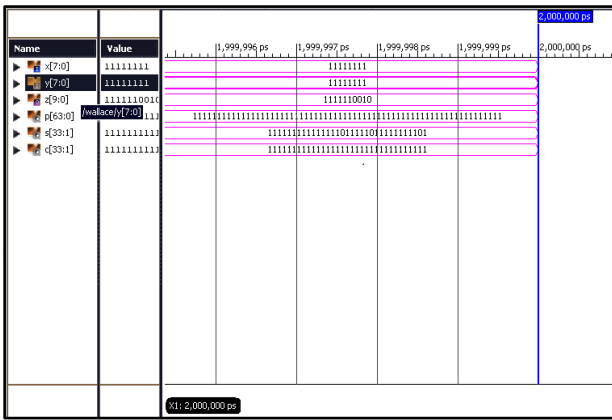 2,000,000 ps
Name Value
1,999,996 ps 1,999,997 ps 1,999,998 ps 1,999,999 ps 2,000,000 ps
x[7:0] 11111111 11111111
y[7:0] 11111111 11111111
z[9:0] 1111110010 1111110010
/wallace/y[7:0]
p[63:0] 1111111111111111111111111111111111111111111111111111111111111111
s[33:1]
c[33:1] 111111111111111111111111111111111
X1: 2,000,000 ps